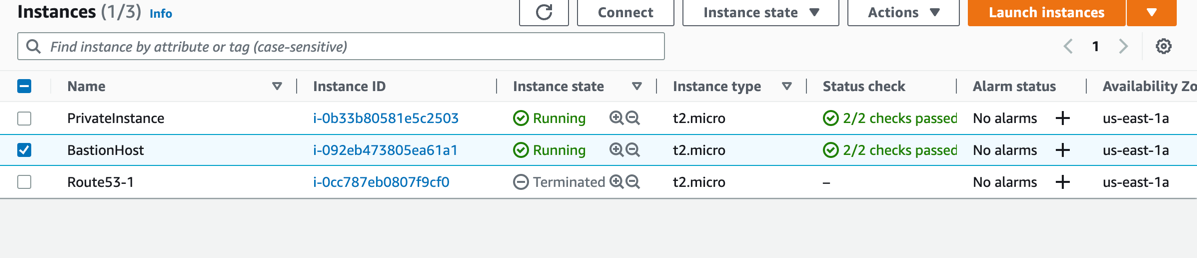 Instances (1/3) Info Connect Instance state Actions Launch instances
Find instance by attribute or tag (case-sensitive) 1
Name Instance ID Instance state Instance type Status check Alarm status Availability Zo
PrivateInstance i-0b33b80581e5c2503 Running t2.micro 2/2 checks passed No alarms + us-east-1a
BastionHost i-092eb473805ea61a1 Running t2.micro 2/2 checks passed No alarms + us-east-1a
Route53-1 i-0cc787eb0807f9cf0 Terminated t2.micro – No alarms + us-east-1a